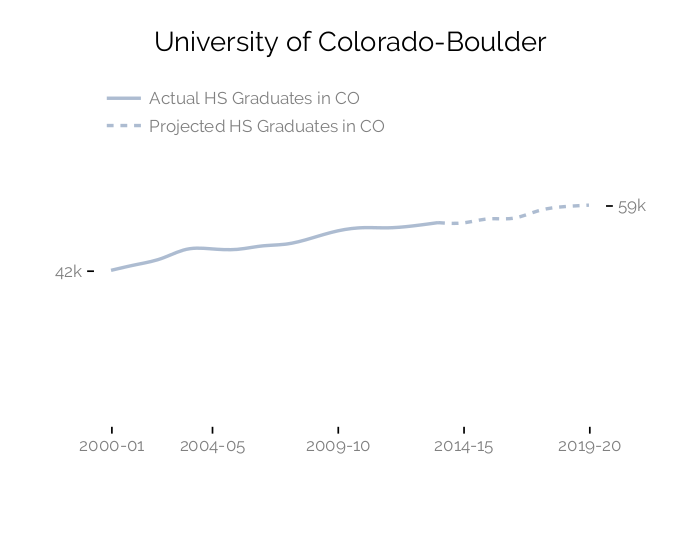 University of Colorado-Boulder
Actual HS Graduates in CO
Projected HS Graduates in CO
59k
42k
2000-01 2004-05 2009-10 2014-15 2019-20